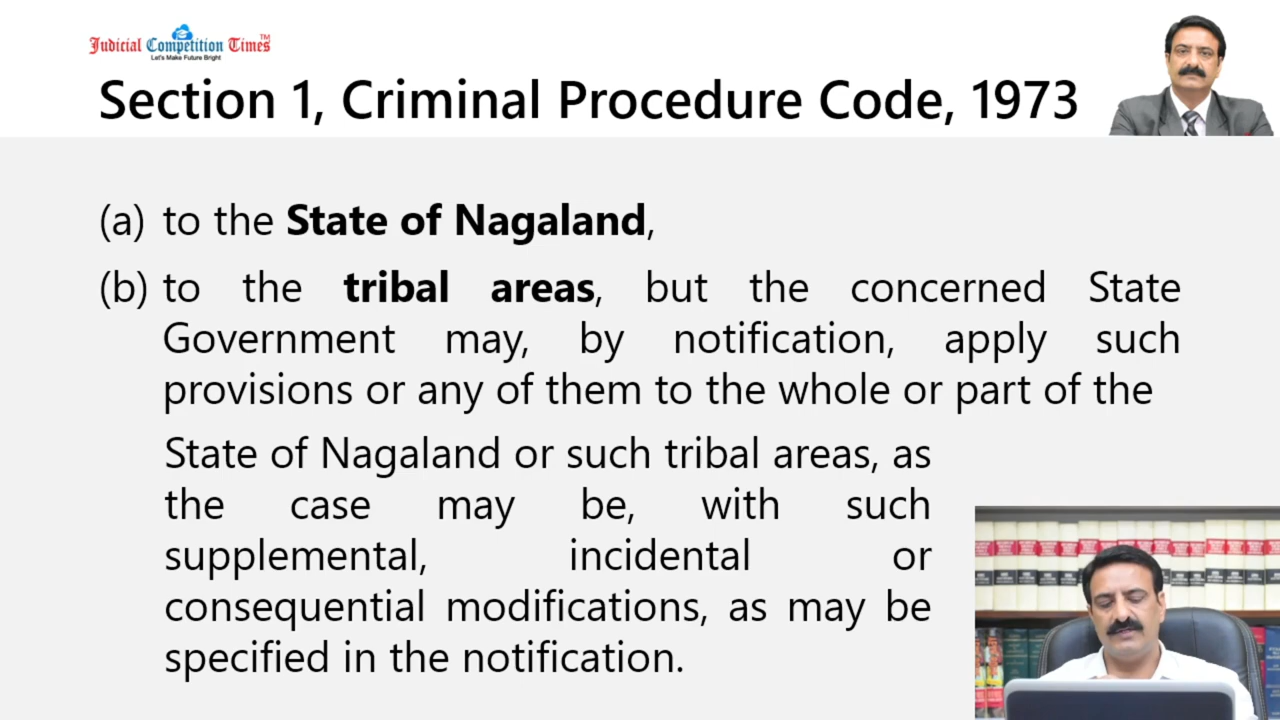 Judicial Competition Times™
Let's Make Future Bright
Section 1, Criminal Procedure Code, 1973
(a) to the State of Nagaland,
(b) to the tribal areas, but the concerned State
Government may, by notification, apply such
provisions or any of them to the whole or part of the
State of Nagaland or such tribal areas, as
the case may be, with such
supplemental, incidental or
consequential modifications, as may be
specified in the notification.